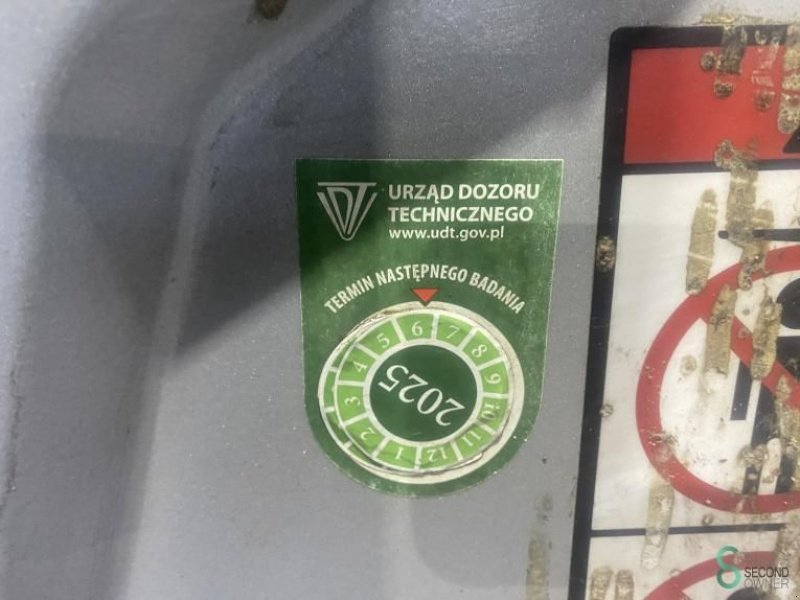 UDT URZĄD DOZORU
TECHNICZNEGO
www.udt.gov.pl
TERMIN NASTĘPNEGO BADANIA
1 2 3 4 5 6 7 8 9 10 11 12
2025
SECOND
OWNER